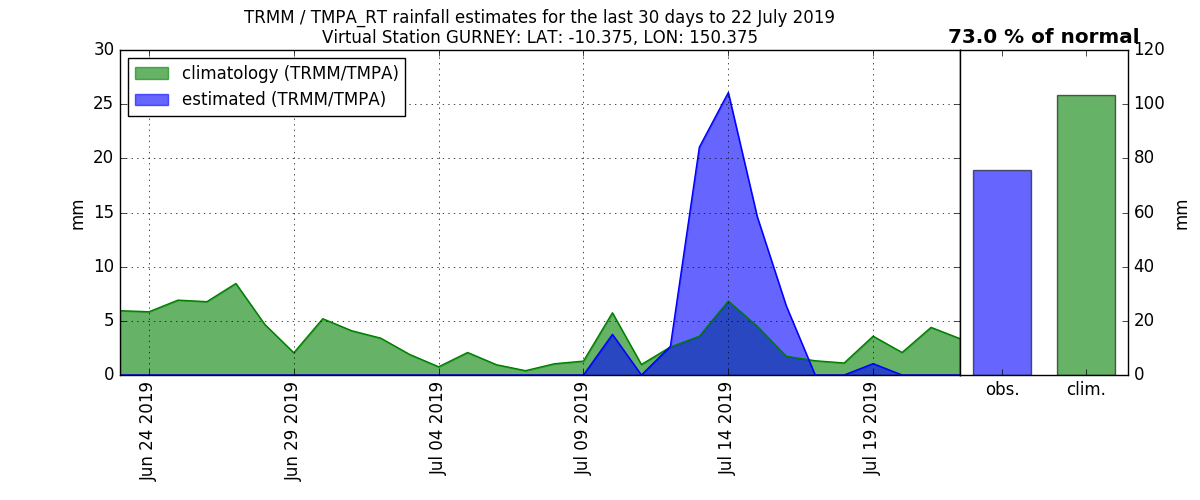 TRMM / TMPA_RT rainfall estimates for the last 30 days to 22 July 2019
Virtual Station GURNEY: LAT: -10.375, LON: 150.375
73.0 % of normal
climatology (TRMM/TMPA)
estimated (TRMM/TMPA)
30
25
20
15
10
5
0
mm
Jun 24 2019
Jun 29 2019
Jul 04 2019
Jul 09 2019
Jul 14 2019
Jul 19 2019
obs.
clim.
120
100
80
60
40
20
0
mm